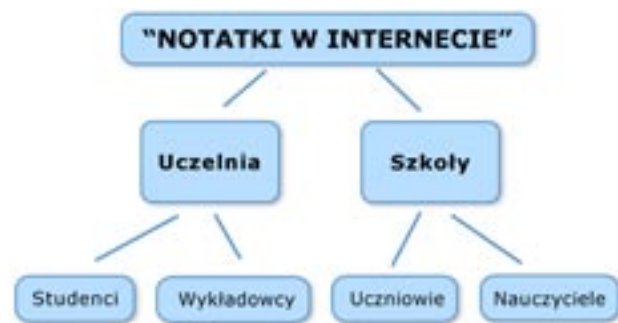 “NOTATKI W INTERNECIE”
Uczelnia
Szkoły
Studenci
Wykładowcy
Uczniowie
Nauczyciele